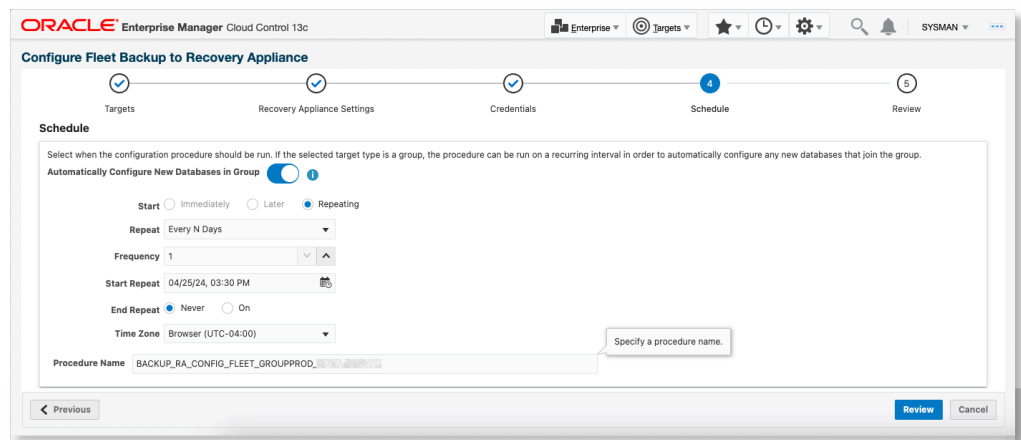 ORACLE Enterprise Manager Cloud Control 13c Enterprise Targets SYSMAN
Configure Fleet Backup to Recovery Appliance
4 5
Targets Recovery Appliance Settings Credentials Schedule Review
Schedule
Select when the configuration procedure should be run. If the selected target type is a group, the procedure can be run on a recurring interval in order to automatically configure any new databases that join the group.
Automatically Configure New Databases in Group
Start Immediately Later Repeating
Repeat Every N Days
Frequency 1
Start Repeat 04/25/24, 03:30 PM
End Repeat Never On
Time Zone Browser (UTC-04:00)
Specify a procedure name.
Procedure Name BACKUP_RA_CONFIG_FLEET_GROUPPROD_
Previous Review Cancel